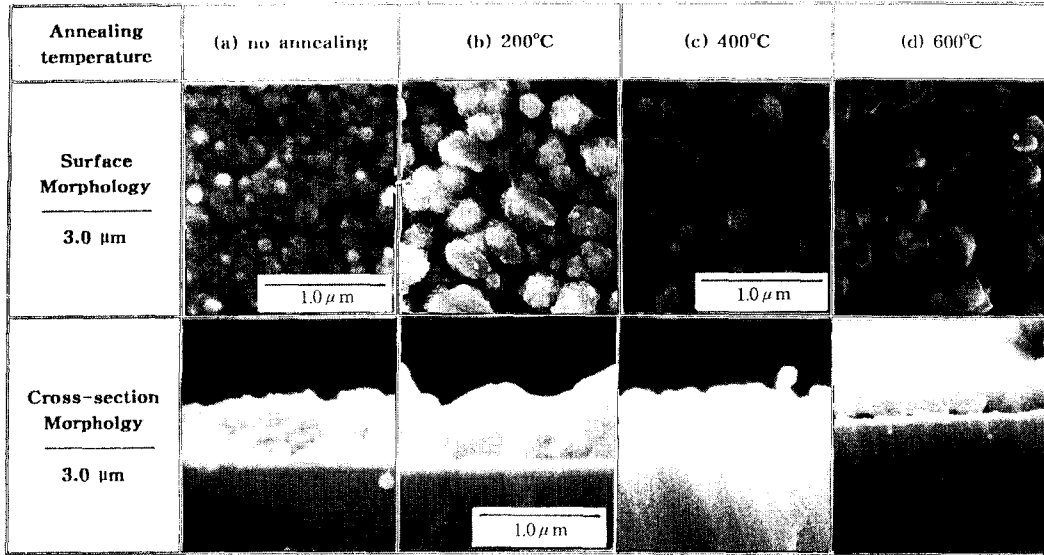 Annealing
temperature
(a) no annealing
(b) 200°C
(c) 400°C
(d) 600°C
Surface
Morphology
3.0 μm
1.0 μm
1.0 μm
Cross-section
Morpholgy
3.0 μm
1.0 μm